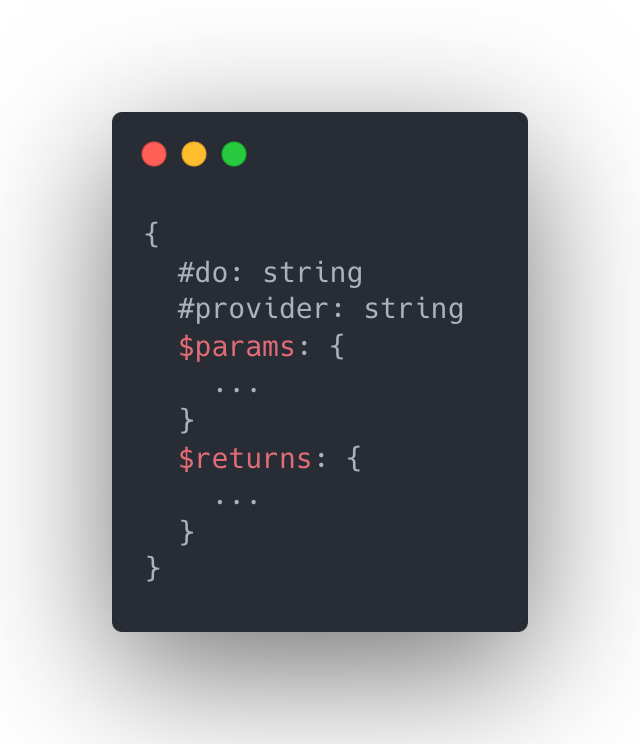 {
  #do: string
  #provider: string
  $params: {
    ...
  }
  $returns: {
    ...
  }
}